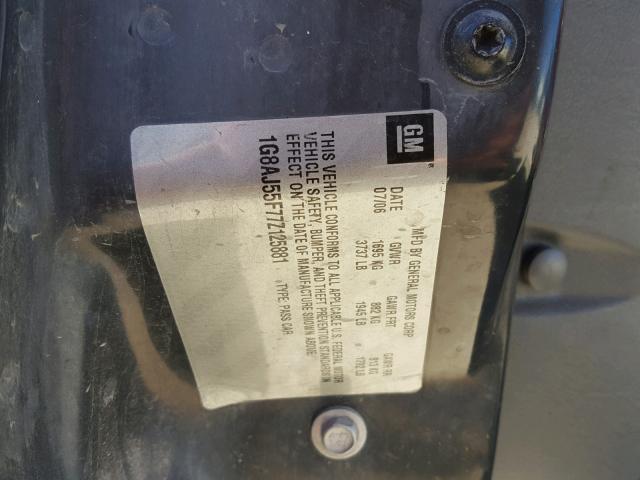 GM
MFD BY GENERAL MOTORS CORP
DATE GVWR GAWR FRT GAWR RR
07/06 1695 KG 882 KG 813 KG
3737 LB 1945 LB 1792 LB
THIS VEHICLE CONFORMS TO ALL APPLICABLE U.S. FEDERAL MOTOR
VEHICLE SAFETY, BUMPER, AND THEFT PREVENTION STANDARDS IN
EFFECT ON THE DATE OF MANUFACTURE SHOWN ABOVE.
1G8AJ55F77Z125881 TYPE: PASS CAR